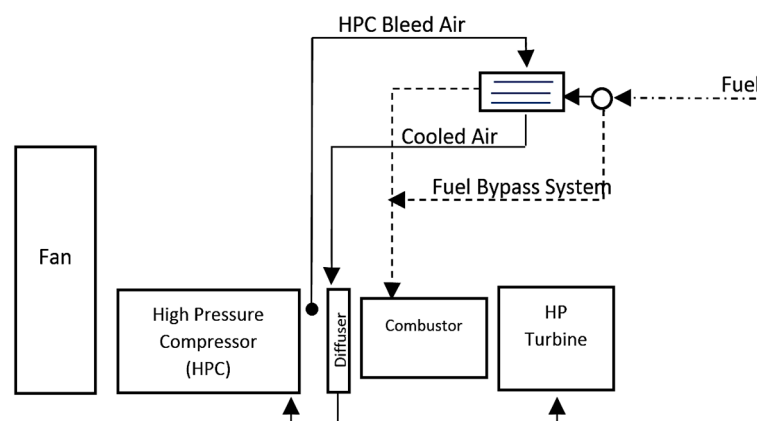 HPC Bleed Air
Fuel
Cooled Air
Fuel Bypass System
Fan
High Pressure
Compressor
(HPC)
Diffuser
Combustor
HP
Turbine